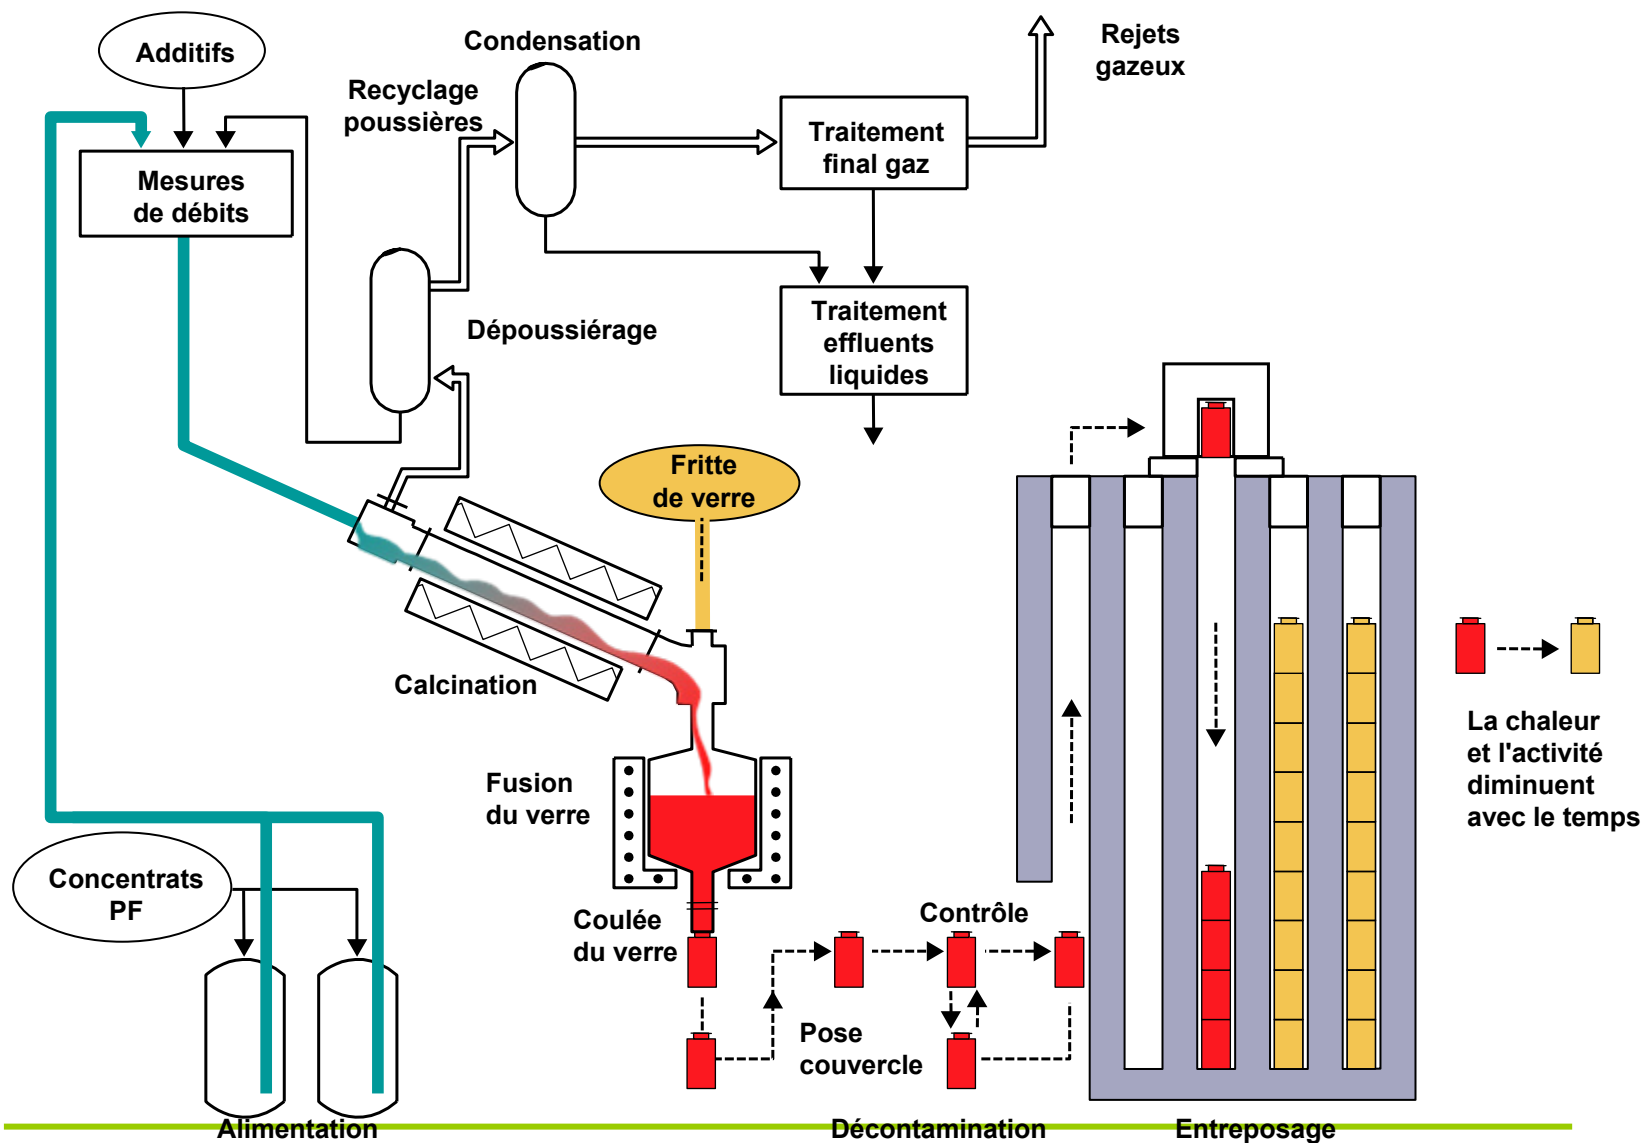 Additifs
Condensation
Rejets
gazeux
Recyclage
poussières
Traitement
final gaz
Mesures
de débits
Dépoussiérage
Traitement
effluents
liquides
Fritte
de verre
Calcination
La chaleur
et l'activité
diminuent
avec le temps
Fusion
du verre
Concentrats
PF
Coulée
du verre
Contrôle
Pose
couvercle
Alimentation
Décontamination
Entreposage